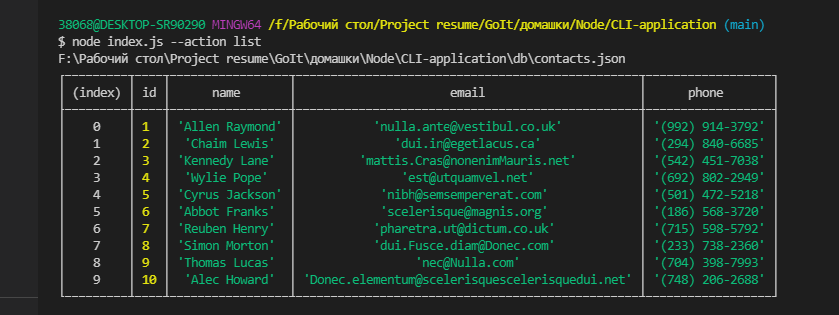 38068@DESKTOP-SR90290 MINGW64 /f/Рабочий стол/Project resume/GoIt/домашки/Node/CLI-application (main)
$ node index.js --action list
F:\Рабочий стол\Project resume\GoIt\домашки\Node\CLI-application\db\contacts.json
(index) id name email phone
0 1 'Allen Raymond' 'nulla.ante@vestibul.co.uk' '(992) 914-3792'
1 2 'Chaim Lewis' 'dui.in@egetlacus.ca' '(294) 840-6685'
2 3 'Kennedy Lane' 'mattis.Cras@nonenimMauris.net' '(542) 451-7038'
3 4 'Wylie Pope' 'est@utquamvel.net' '(692) 802-2949'
4 5 'Cyrus Jackson' 'nibh@semsempererat.com' '(501) 472-5218'
5 6 'Abbot Franks' 'scelerisque@magnis.org' '(186) 568-3720'
6 7 'Reuben Henry' 'pharetra.ut@dictum.co.uk' '(715) 598-5792'
7 8 'Simon Morton' 'dui.Fusce.diam@Donec.com' '(233) 738-2360'
8 9 'Thomas Lucas' 'nec@Nulla.com' '(704) 398-7993'
9 10 'Alec Howard' 'Donec.elementum@scelerisquescelerisquedui.net' '(748) 206-2688'